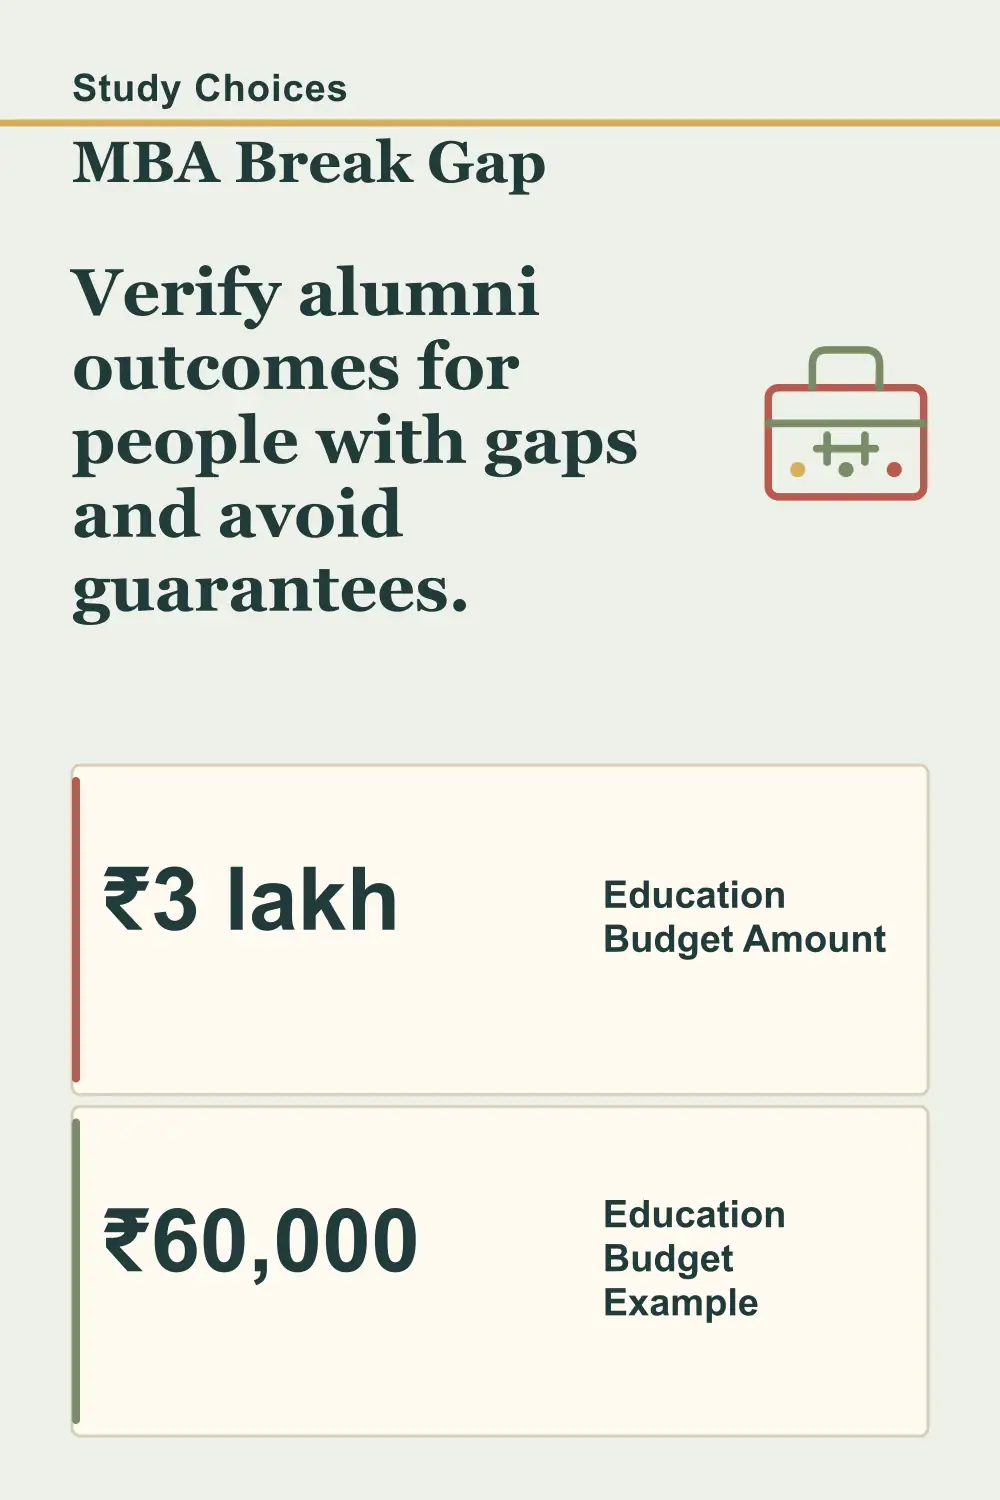 Study Choices
MBA Break Gap
Verify alumni
outcomes for
people with gaps
and avoid
guarantees.
₹3 lakh
Education
Budget Amount
₹60,000
Education
Budget
Example